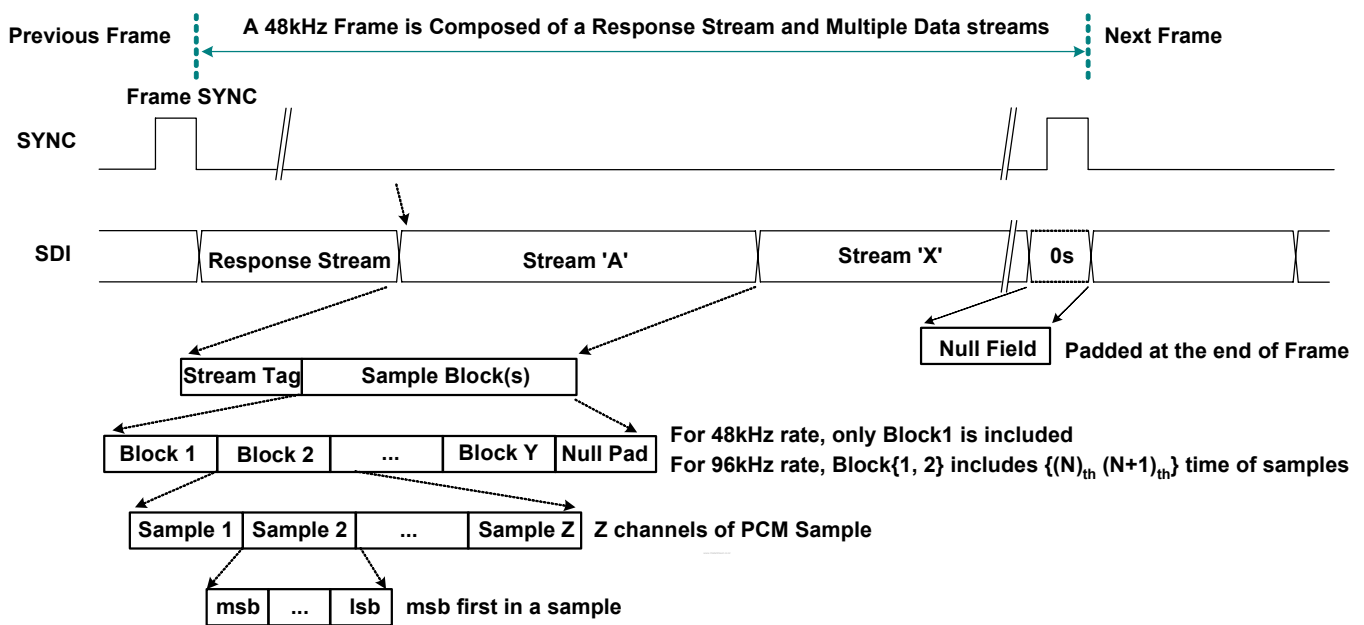 A 48kHz Frame is Composed of a Response Stream and Multiple Data streams
Previous Frame
Next Frame
Frame SYNC
SYNC
SDI
Response Stream
Stream 'A'
Stream 'X'
0s
Null Field
Padded at the end of Frame
Stream Tag
Sample Block(s)
Block 1
Block 2
...
Block Y
Null Pad
For 48kHz rate, only Block1 is included
For 96kHz rate, Block{1, 2} includes {(N)th (N+1)th} time of samples
Sample 1
Sample 2
...
Sample Z
Z channels of PCM Sample
msb
...
lsb
msb first in a sample